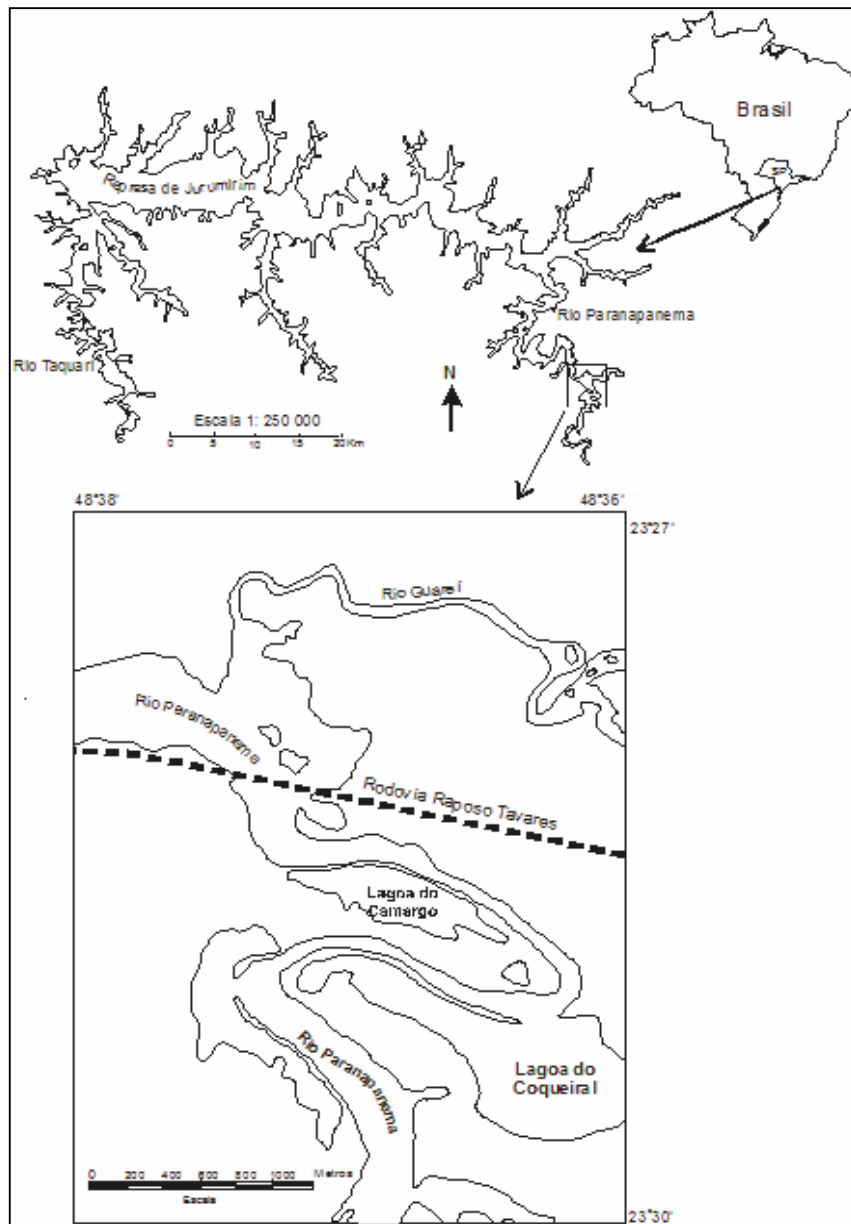 Brasil
SP
Represa de Jurumirim
Rio Paranapanema
Rio Taquari
N
Escala 1: 250 000
0 5 10 15 20Km
48°38'
48°36'
23°27'
Rio Guareí
Rio Paranapanema
Rodovia Raposo Tavares
Lagoa do
Camargo
Rio Paranapanema
Lagoa do
Coqueiral
0 200 400 600 800 1000 Metros
Escala
23°30'